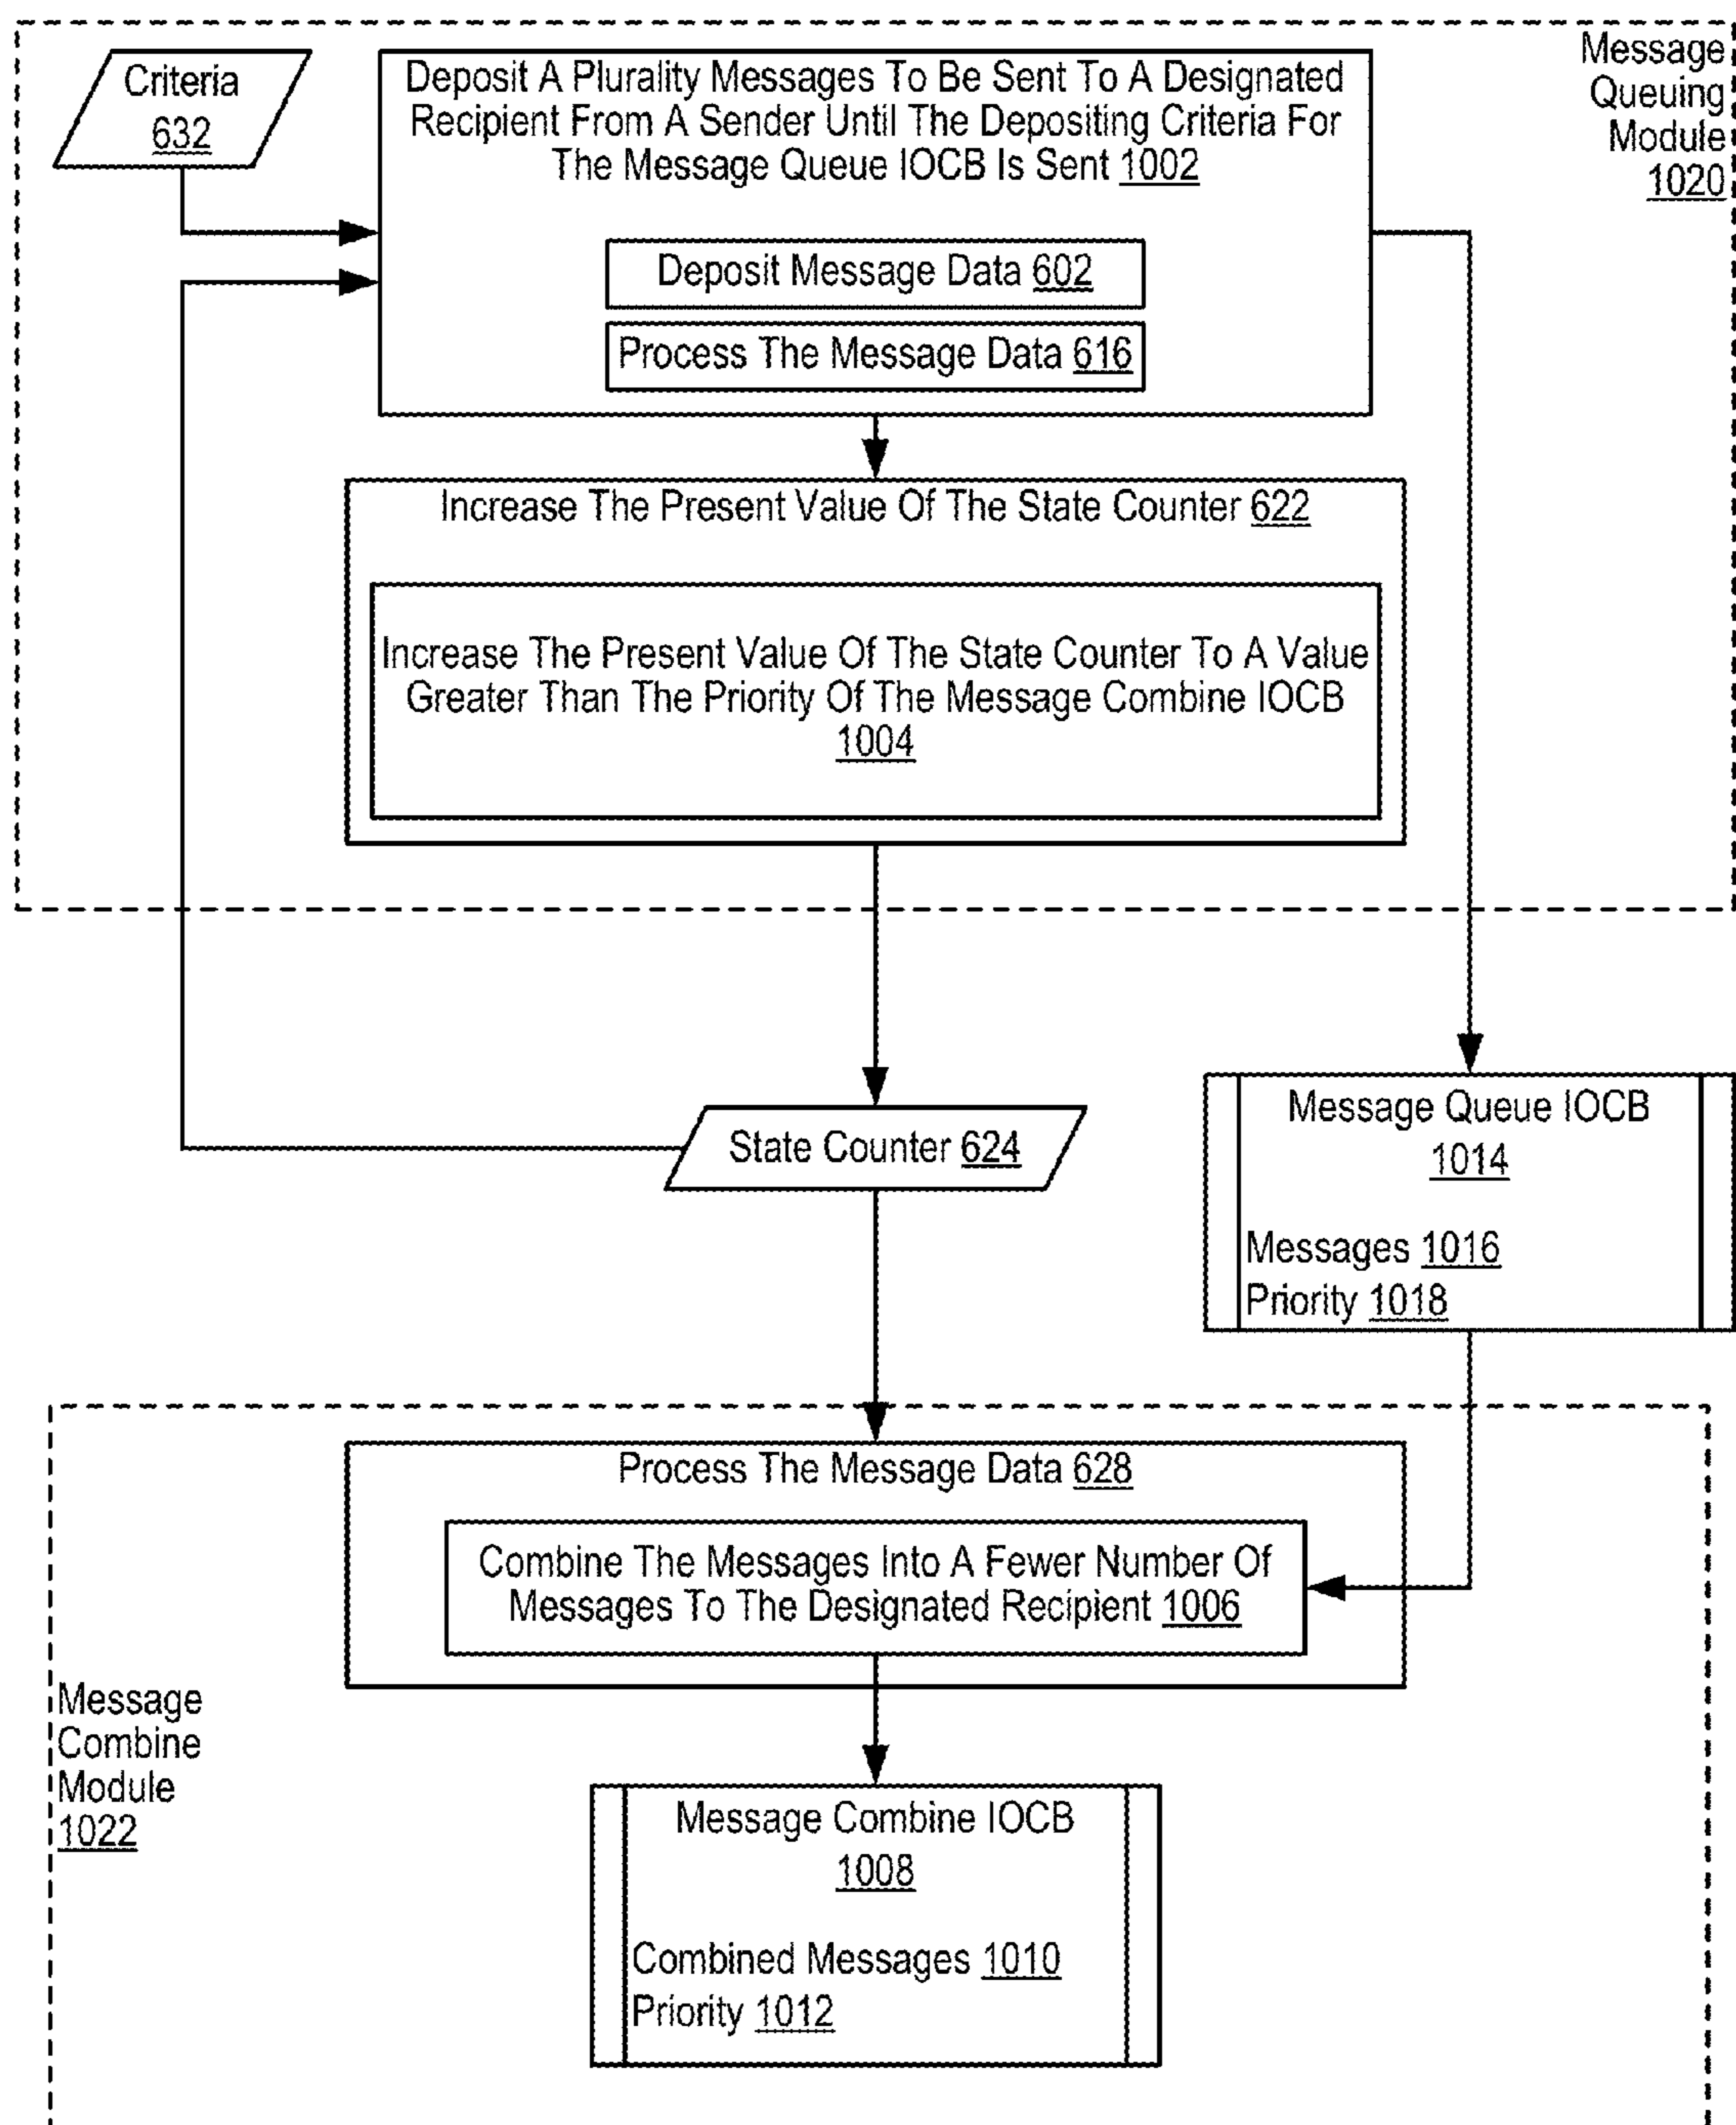 Message
Queuing
Module
1020
Criteria
632
Deposit A Plurality Messages To Be Sent To A Designated
Recipient From A Sender Until The Depositing Criteria For
The Message Queue IOCB Is Sent 1002
Deposit Message Data 602
Process The Message Data 616
Increase The Present Value Of The State Counter 622
Increase The Present Value Of The State Counter To A Value
Greater Than The Priority Of The Message Combine IOCB
1004
State Counter 624
Message Queue IOCB
1014
Messages 1016
Priority 1018
Process The Message Data 628
Combine The Messages Into A Fewer Number Of
Messages To The Designated Recipient 1006
Message
Combine
Module
1022
Message Combine IOCB
1008
Combined Messages 1010
Priority 1012